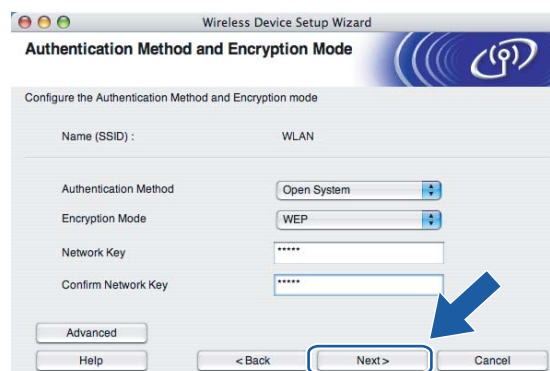 Wireless Device Setup Wizard
Authentication Method and Encryption Mode
Configure the Authentication Method and Encryption mode
Name (SSID) : WLAN
Authentication Method Open System
Encryption Mode WEP
Network Key *****
Confirm Network Key *****
Advanced
Help < Back Next > Cancel